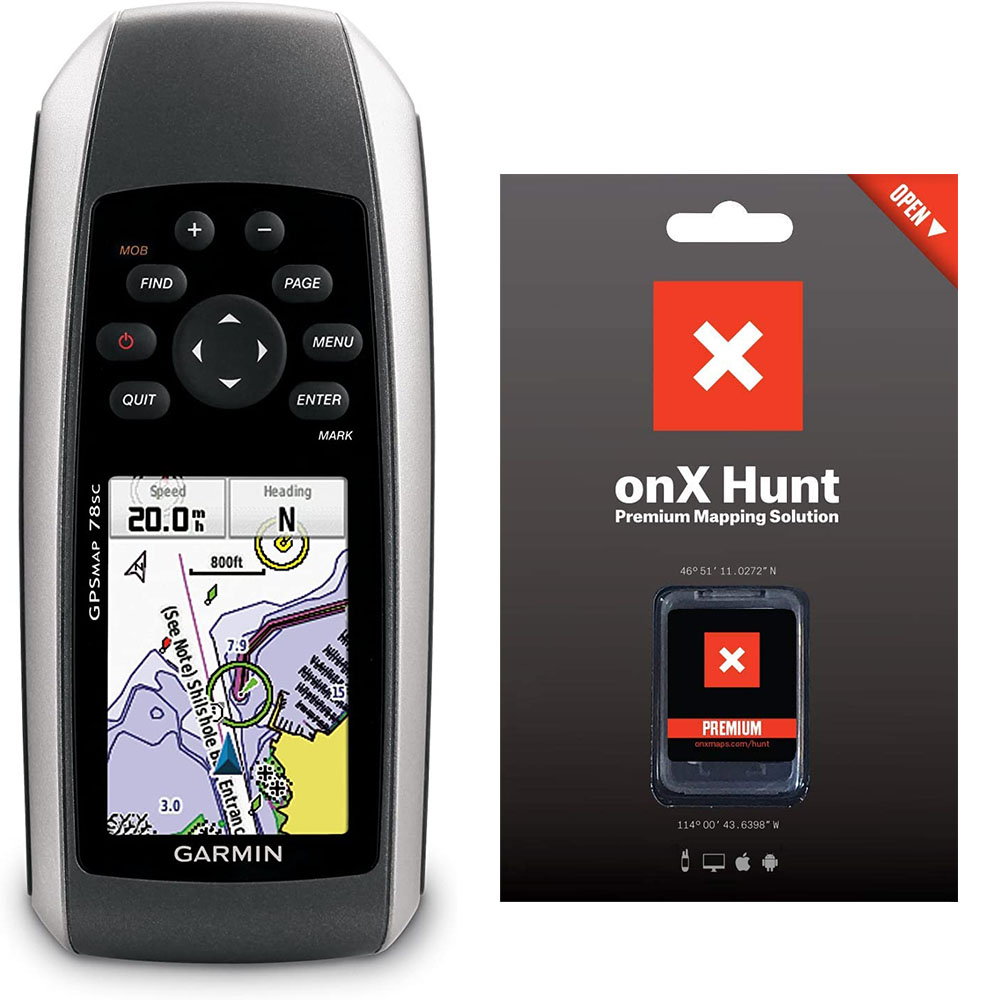 + −
MOB
FIND PAGE
MENU
QUIT ENTER
MARK
GPSMAP 78SC
Speed Heading
20.0 mh N
800ft
7.9
15
(See Note) Shilshole ba Entranc
3.0
GARMIN
OPEN
onX Hunt
Premium Mapping Solution
46° 51' 11.0272" N
PREMIUM
onxmaps.com/hunt
114° 00' 43.6398" W